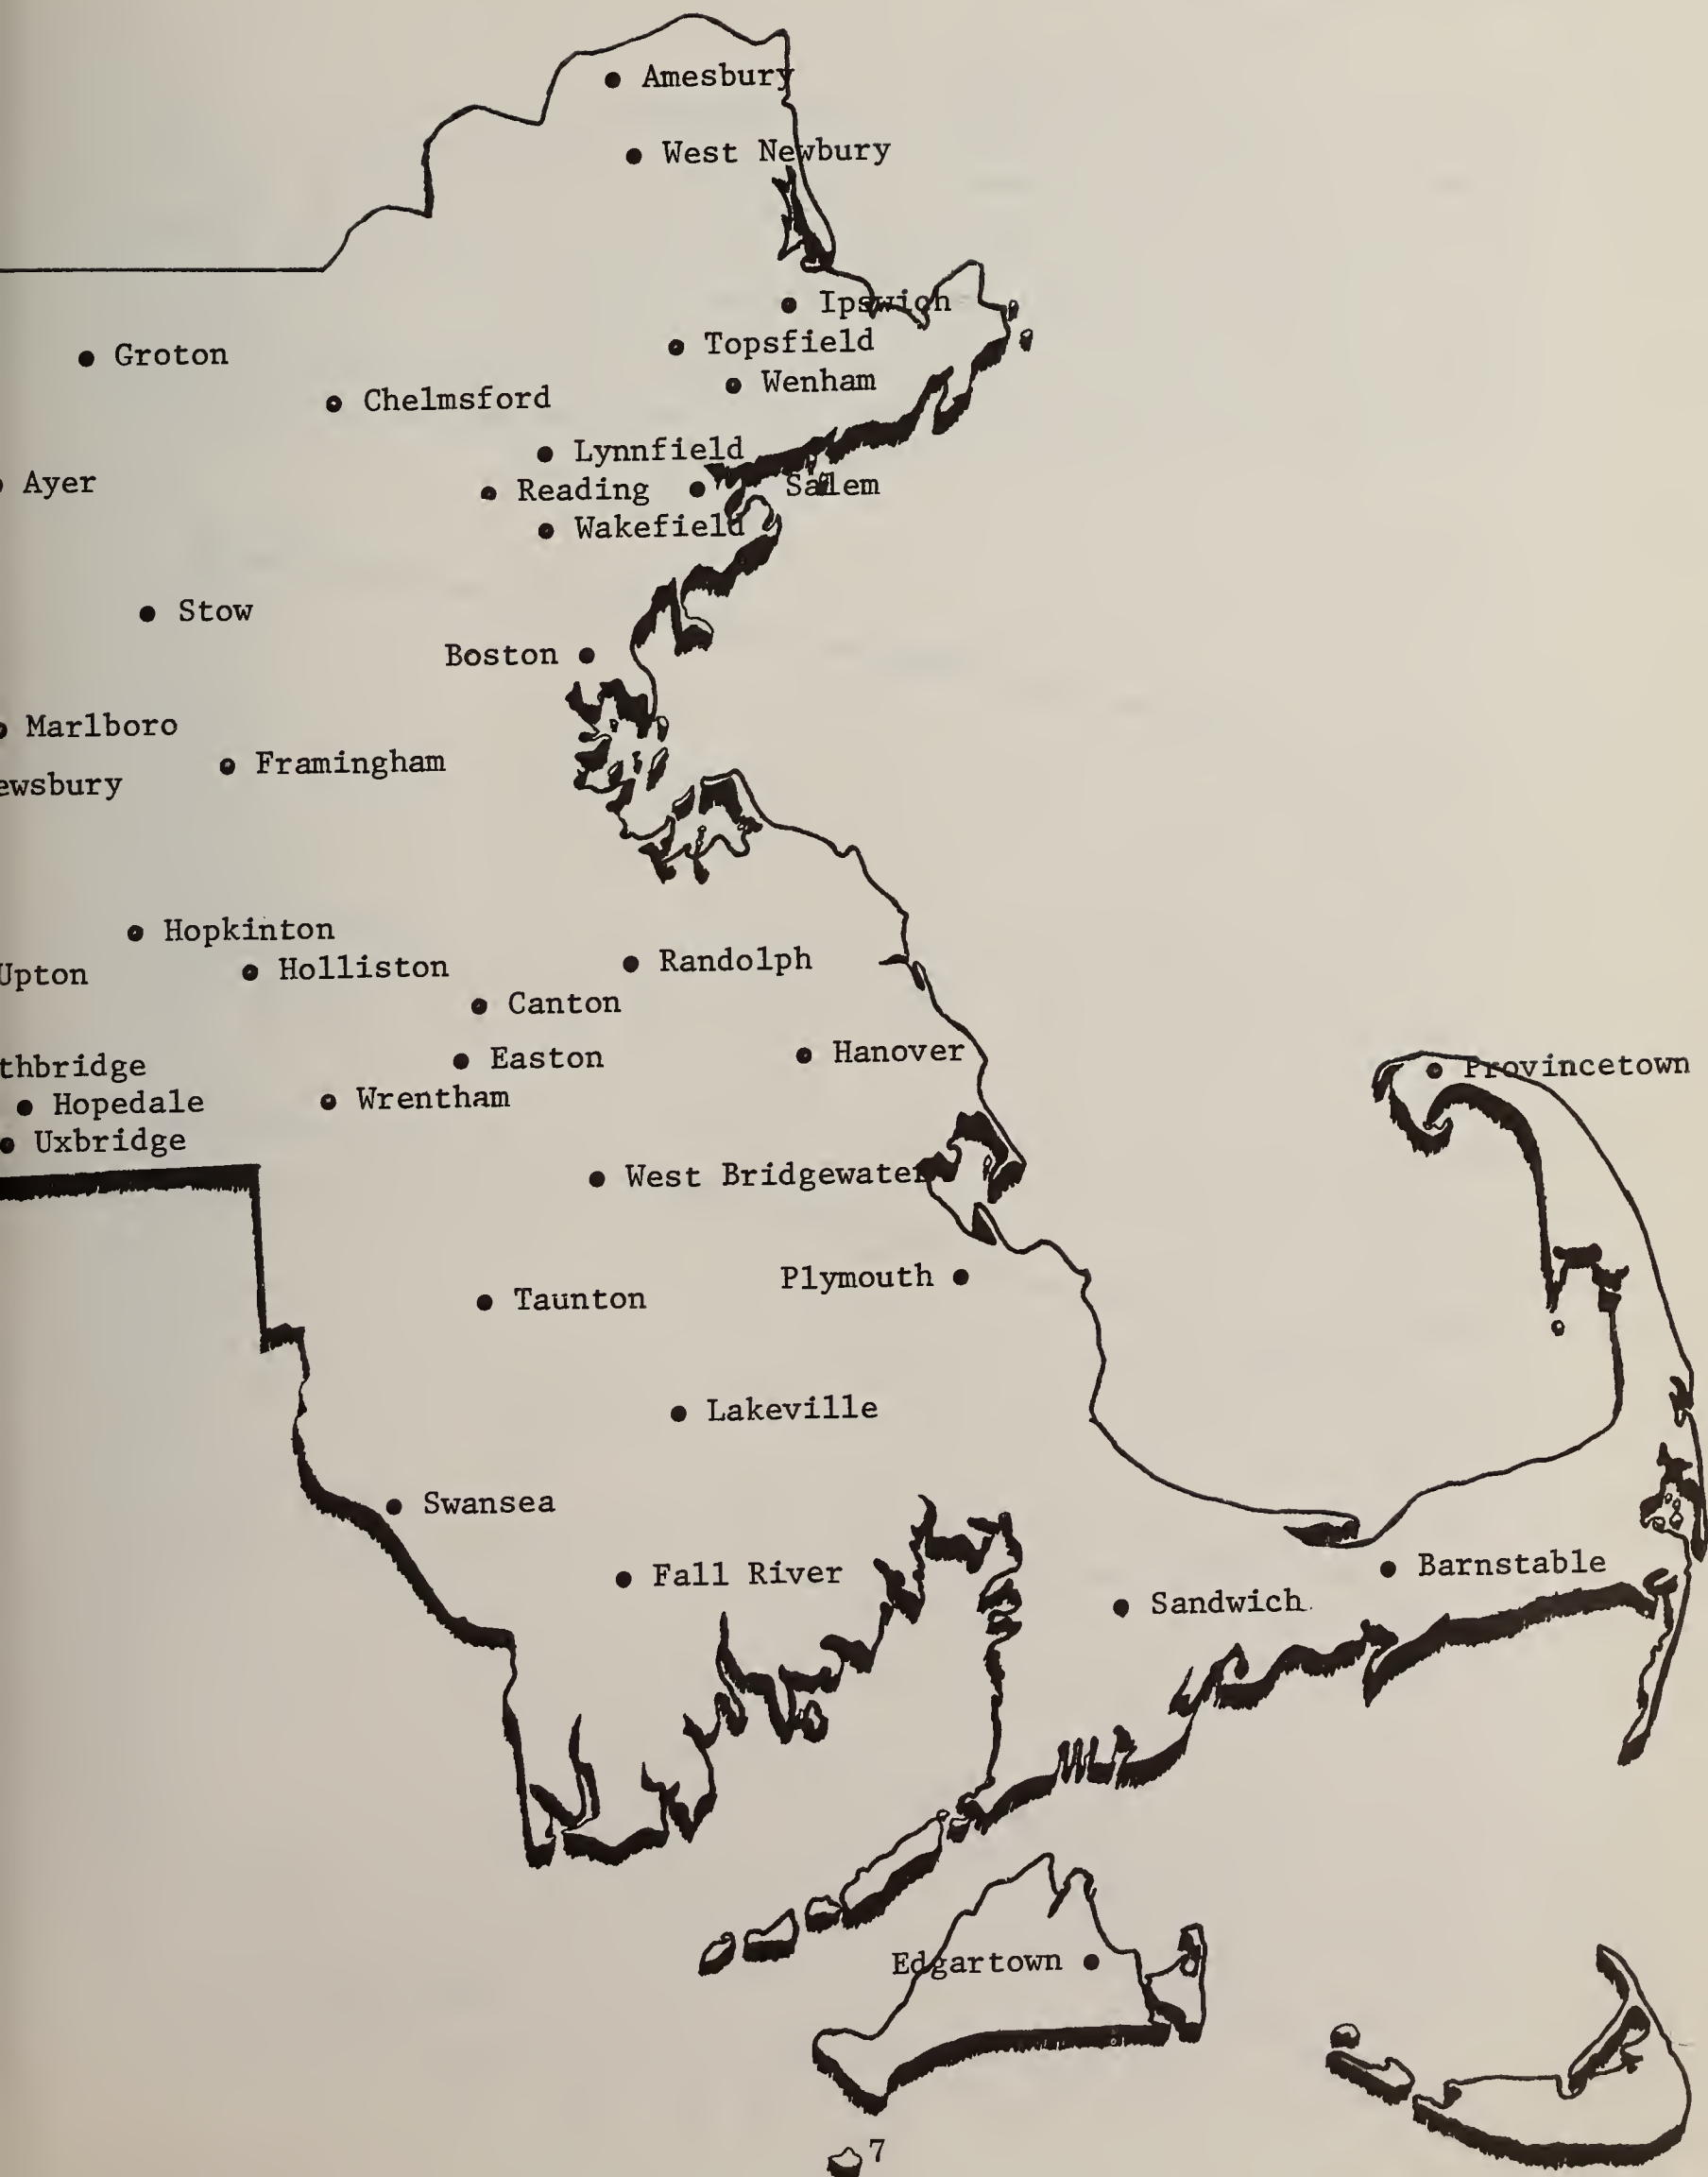 Amesbury
West Newbury
Ipswich
Topsfield
Groton
Wenham
Chelmsford
Lynnfield
Ayer
Reading
Salem
Wakefield
Stow
Boston
Marlboro
Framingham
ewsbury
Hopkinton
Randolph
Holliston
Upton
Canton
Hanover
Easton
thbridge
Provincetown
Wrentham
Hopedale
Uxbridge
West Bridgewater
Plymouth
Taunton
Lakeville
Swansea
Barnstable
Fall River
Sandwich
Edgartown
7